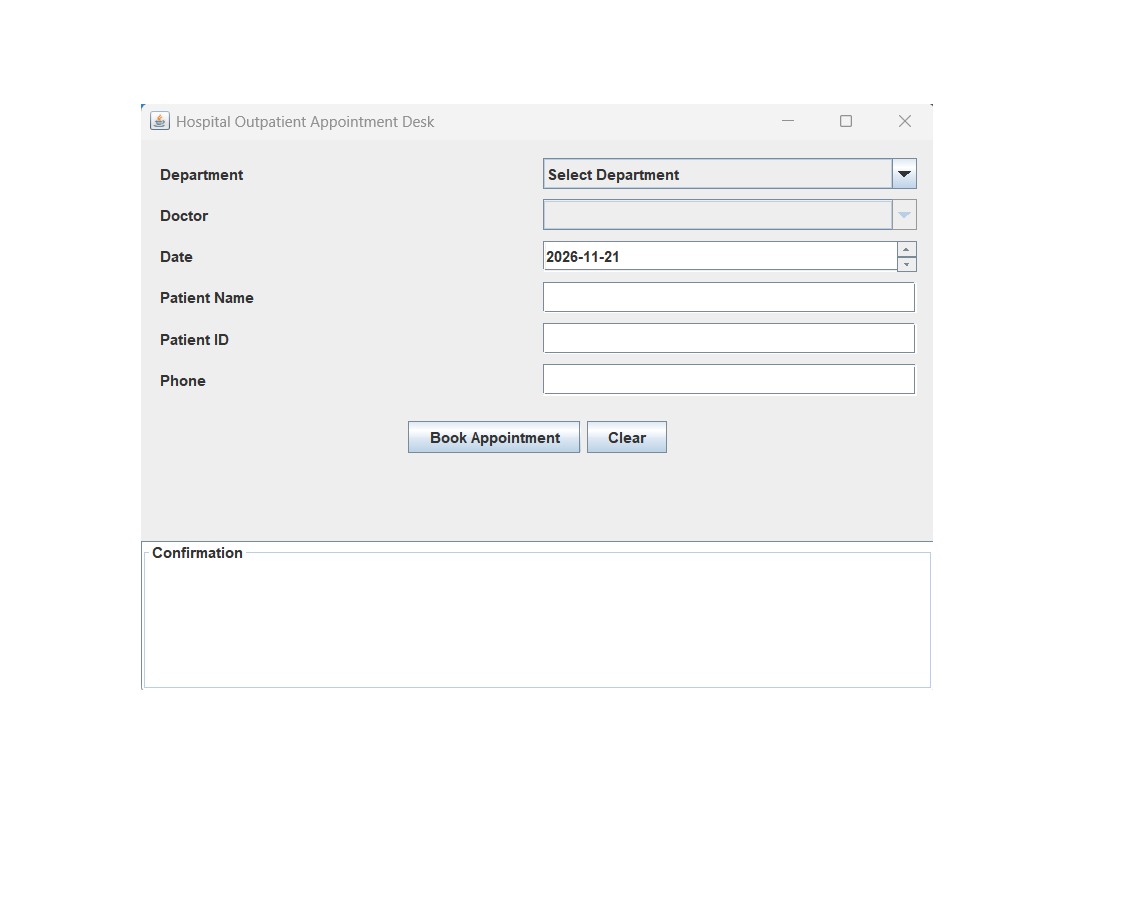 Hospital Outpatient Appointment Desk
Department Select Department
Doctor
Date 2026-11-21
Patient Name
Patient ID
Phone
Book Appointment Clear
Confirmation